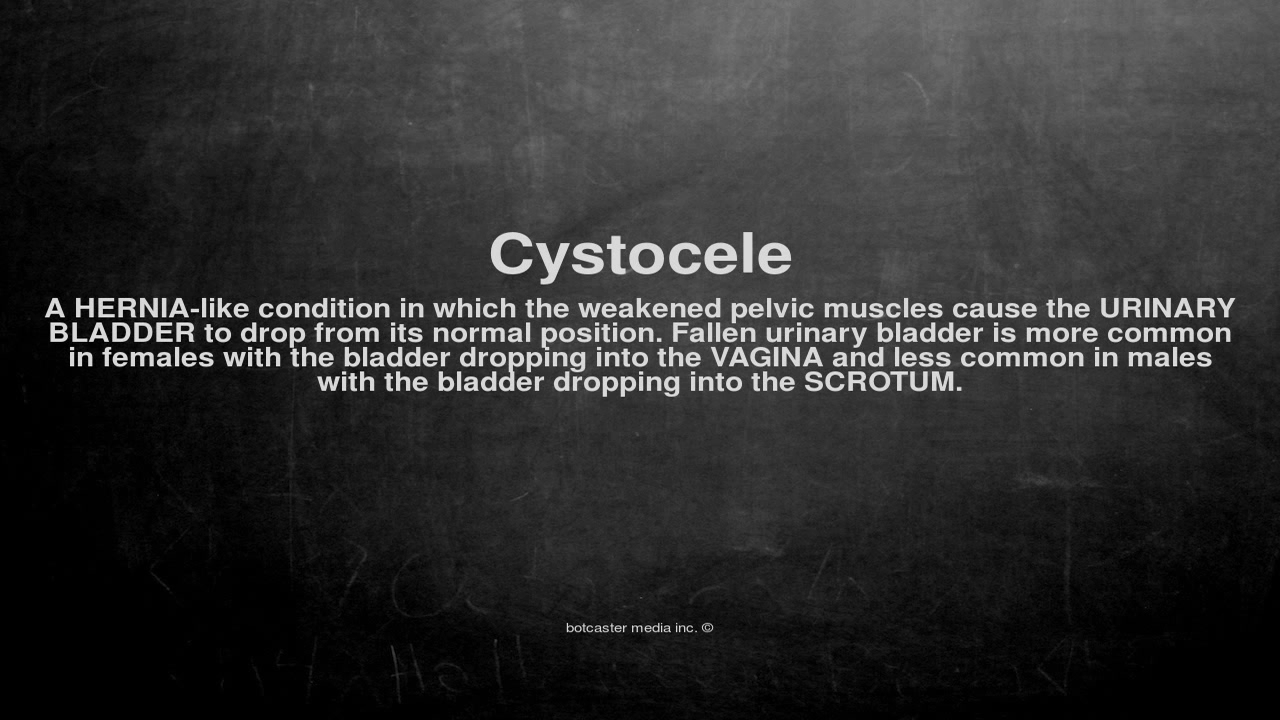 Cystocele
A HERNIA-like condition in which the weakened pelvic muscles cause the URINARY
BLADDER to drop from its normal position. Fallen urinary bladder is more common
in females with the bladder dropping into the VAGINA and less common in males
with the bladder dropping into the SCROTUM.
botcaster media inc. ©